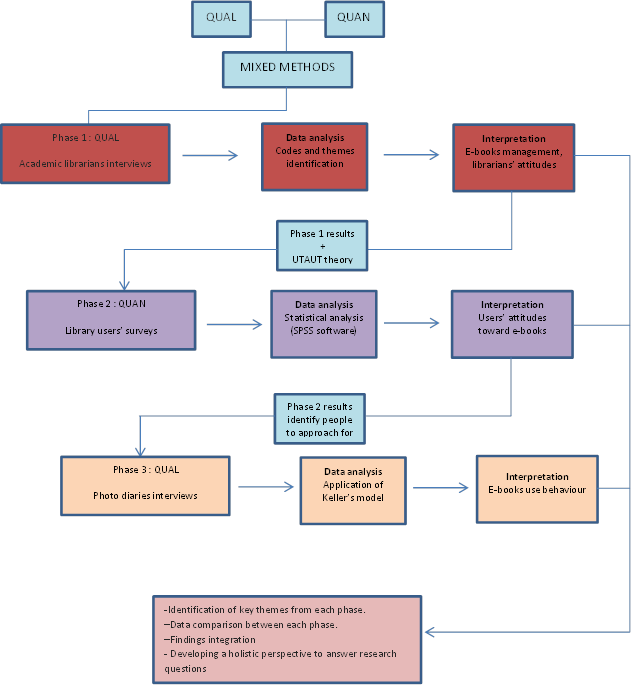 QUAL
QUAN
MIXED METHODS
Phase 1 : QUAL
Academic librarians interviews
Data analysis
Codes and themes
identification
Interpretation
E-books management,
librarians’ attitudes
Phase 1 results
+
UTAUT theory
Phase 2 : QUAN
Library users’ surveys
Data analysis
Statistical analysis
(SPSS software)
Interpretation
Users’ attitudes
toward e-books
Phase 2 results
identify people
to approach for
Phase 3 : QUAL
Photo diaries interviews
Data analysis
Application of
Keller’s model
Interpretation
E-books use behaviour
-Identification of key themes from each phase.
–Data comparison between each phase.
–Findings integration
- Developing a holistic perspective to answer research
questions